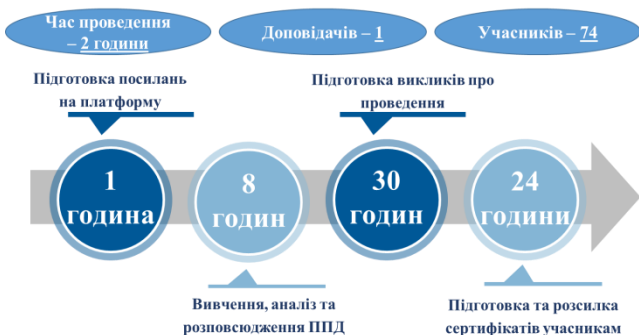 Час проведення
– 2 години
Доповідачів – 1
Учасників – 74
Підготовка посилань
на платформу
Підготовка викликів про
проведення
1
година
8
годин
30
годин
24
години
Вивчення, аналіз та
розповсюдження ППД
Підготовка та розсилка
сертифікатів учасникам